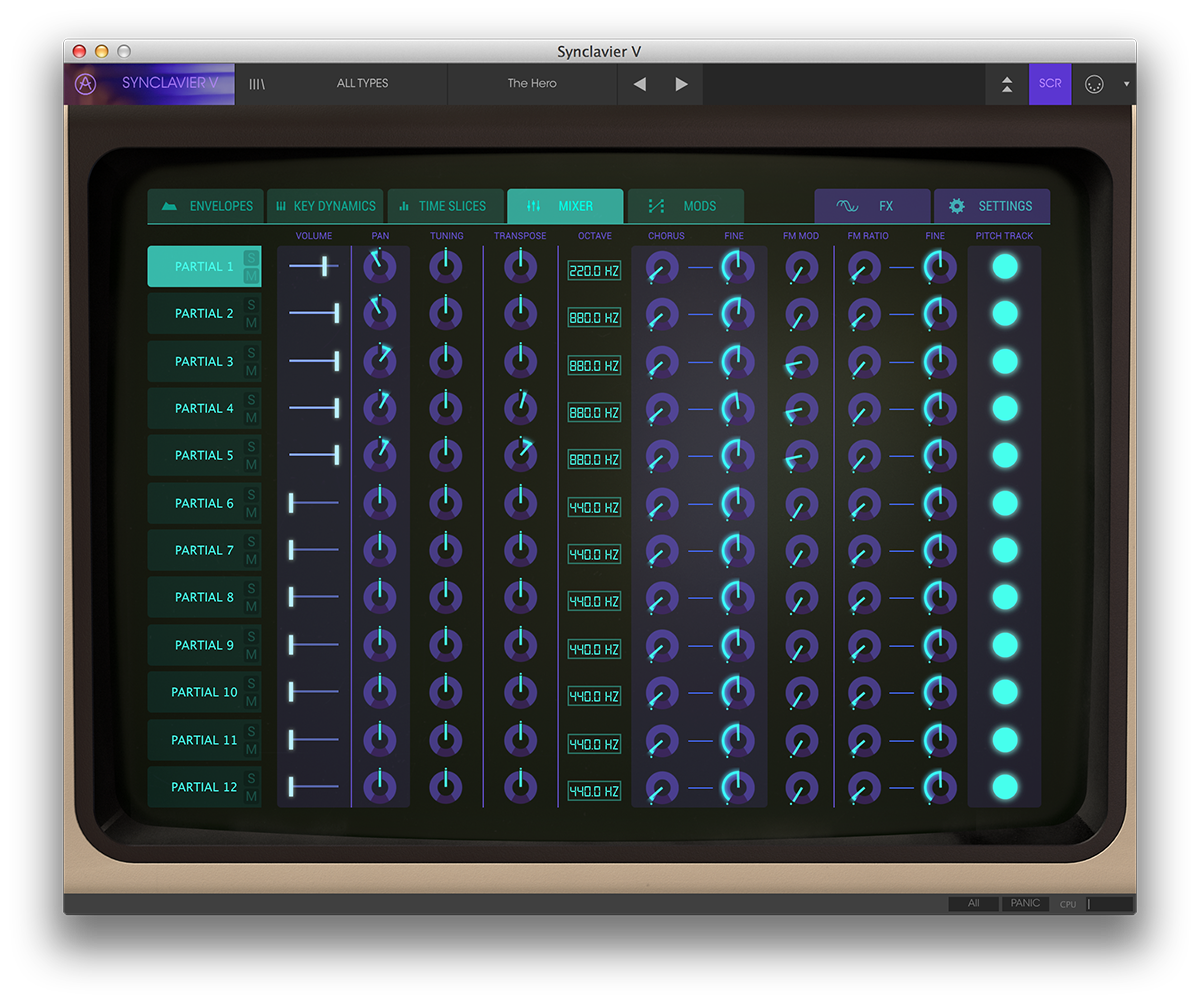 Synclavier V
SYNCLAVIER V ALL TYPES The Hero SCR
ENVELOPES KEY DYNAMICS TIME SLICES MIXER MODS FX SETTINGS
VOLUME PAN TUNING TRANSPOSE OCTAVE CHORUS FINE FM MOD FM RATIO FINE PITCH TRACK
PARTIAL 1 S M 220.0 HZ
PARTIAL 2 S M 880.0 HZ
PARTIAL 3 S M 880.0 HZ
PARTIAL 4 S M 880.0 HZ
PARTIAL 5 S M 880.0 HZ
PARTIAL 6 S M 440.0 HZ
PARTIAL 7 S M 440.0 HZ
PARTIAL 8 S M 440.0 HZ
PARTIAL 9 S M 440.0 HZ
PARTIAL 10 S M 440.0 HZ
PARTIAL 11 S M 440.0 HZ
PARTIAL 12 S M 440.0 HZ
All PANIC CPU